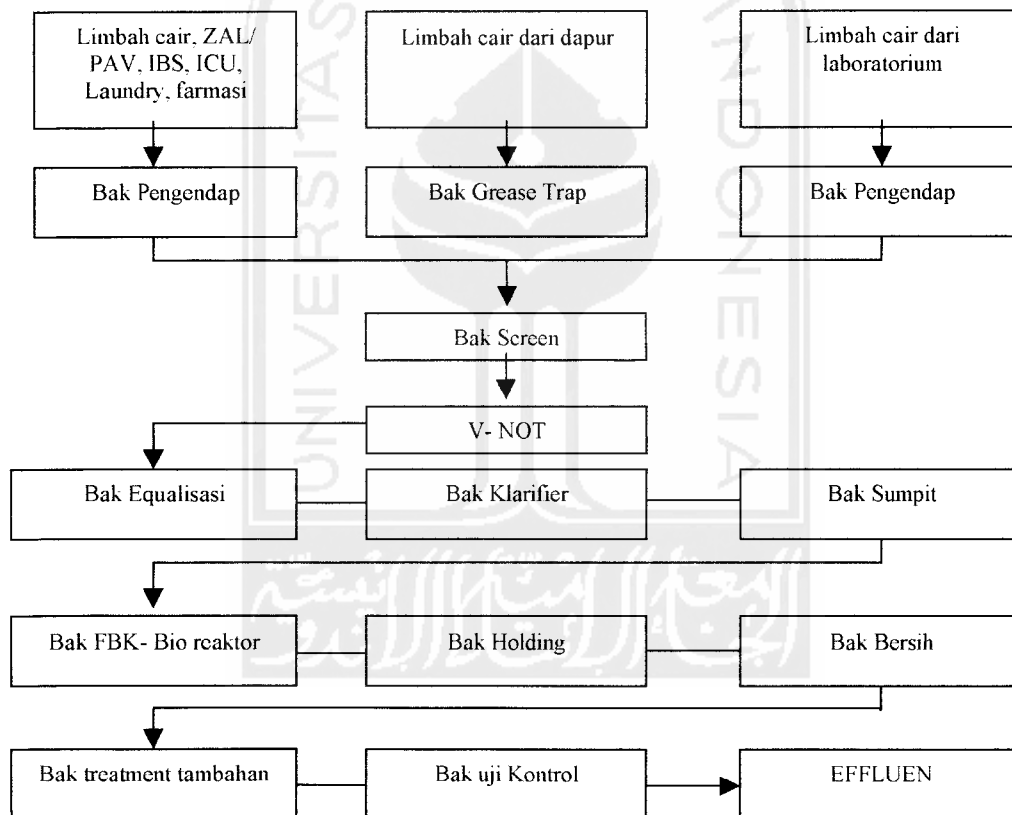 Limbah cair, ZAL/
PAV, IBS, ICU,
Laundry, farmasi
Limbah cair dari dapur
Limbah cair dari
laboratorium
Bak Pengendap
Bak Grease Trap
Bak Pengendap
Bak Screen
V- NOT
Bak Equalisasi
Bak Klarifier
Bak Sumpit
Bak FBK- Bio reaktor
Bak Holding
Bak Bersih
Bak treatment tambahan
Bak uji Kontrol
EFFLUEN
UNIVERSITAS
INDONESIA